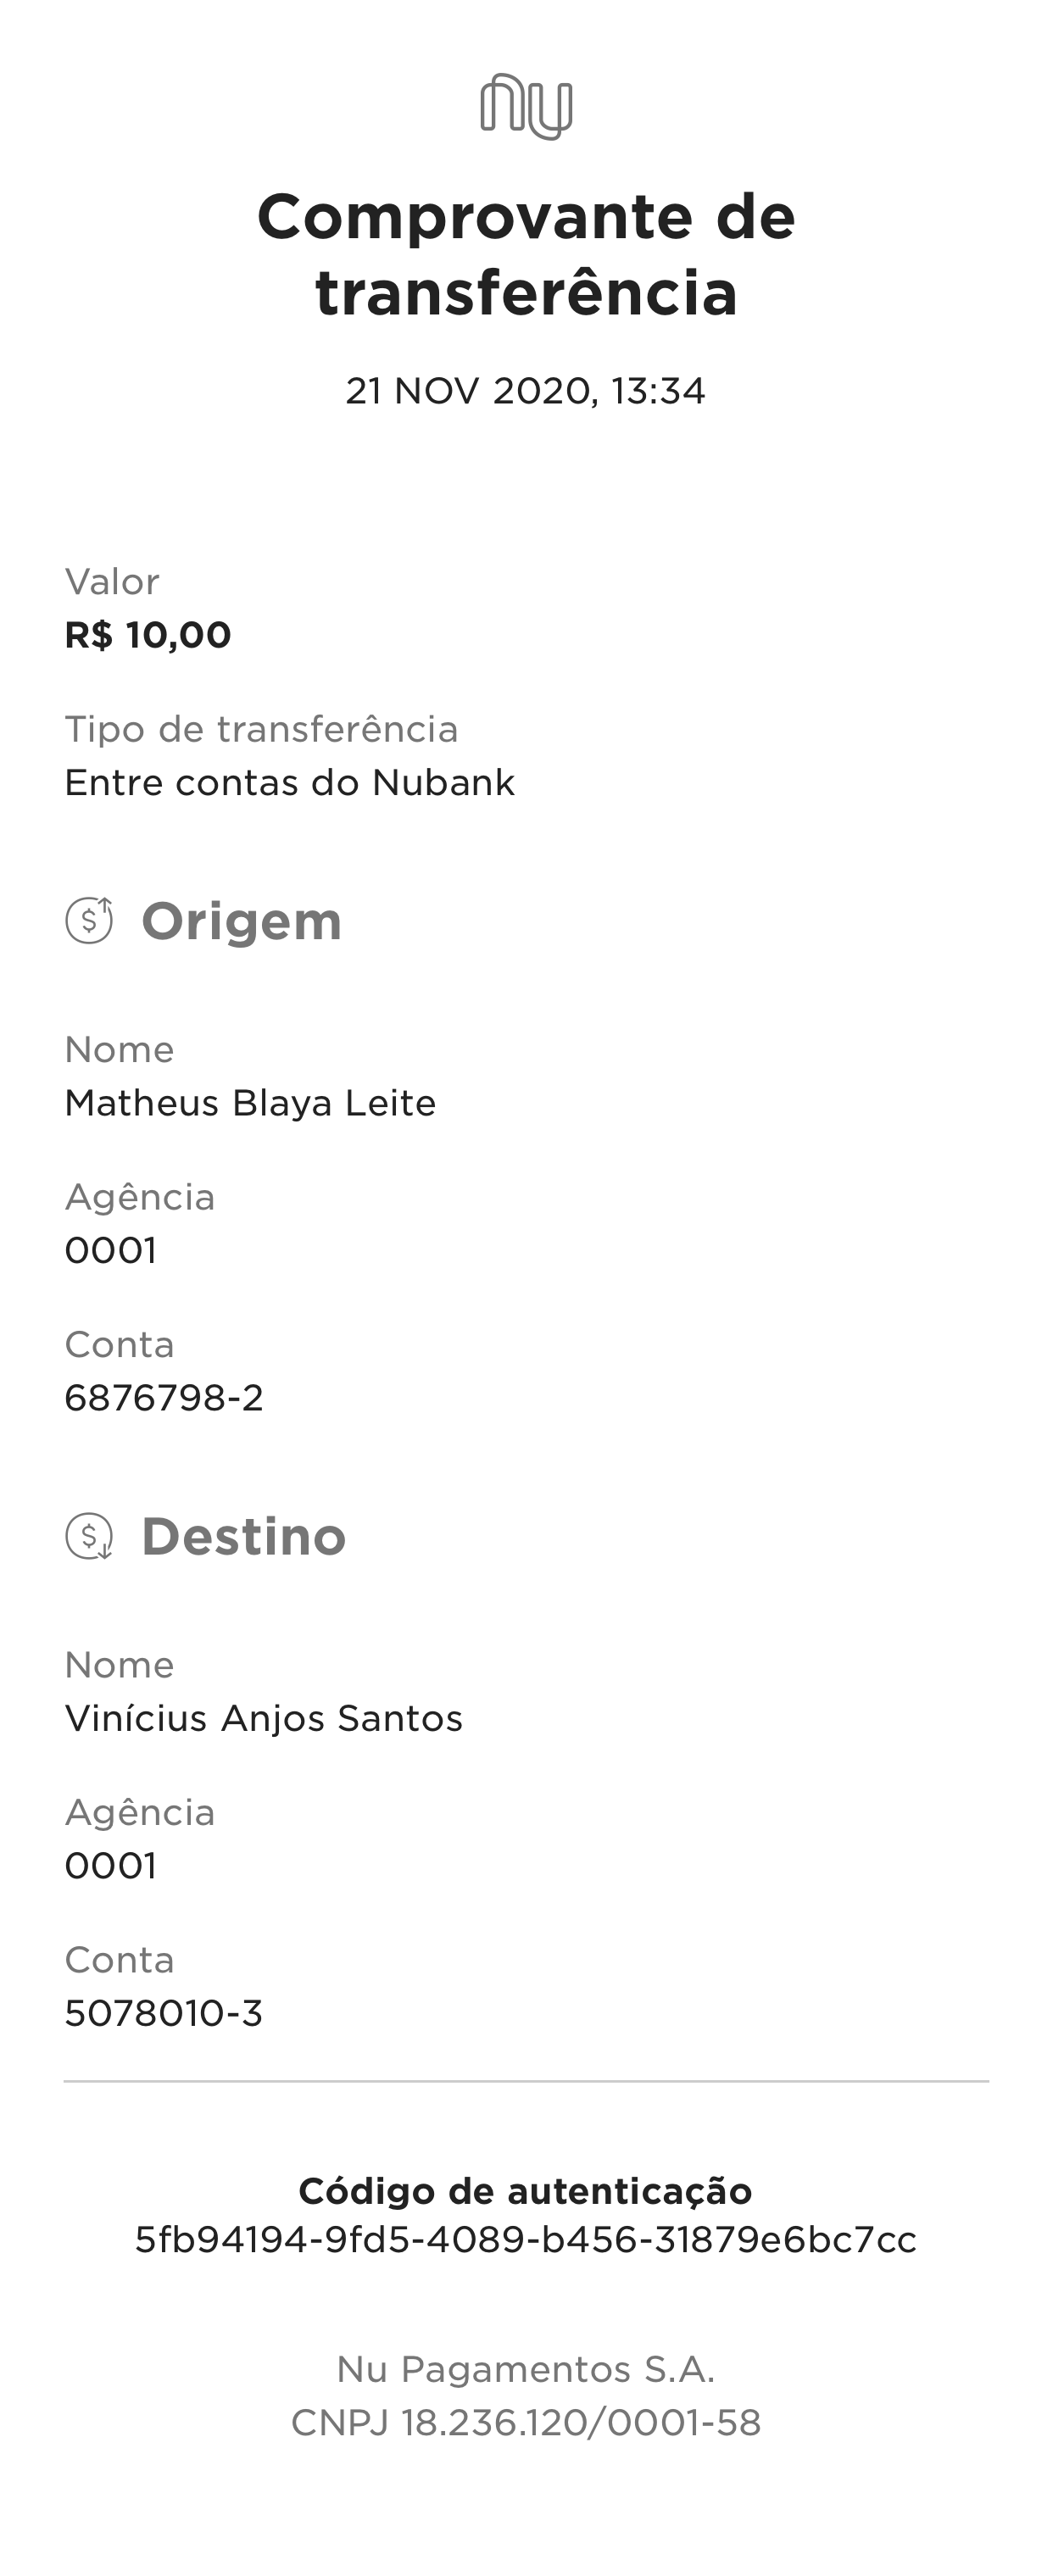 nu
Comprovante de
transferência
21 NOV 2020, 13:34
Valor
R$ 10,00
Tipo de transferência
Entre contas do Nubank
Origem
Nome
Matheus Blaya Leite
Agência
0001
Conta
6876798-2
Destino
Nome
Vinícius Anjos Santos
Agência
0001
Conta
5078010-3
Código de autenticação
5fb94194-9fd5-4089-b456-31879e6bc7cc
Nu Pagamentos S.A.
CNPJ 18.236.120/0001-58